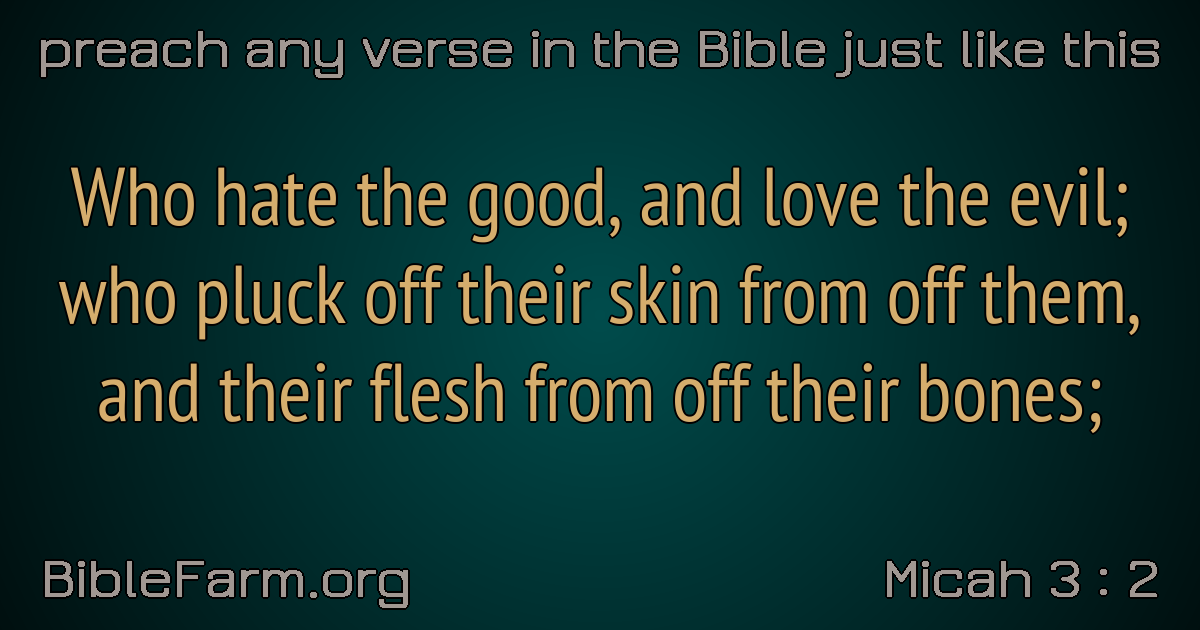 preach any verse in the Bible just like this
Who hate the good, and love the evil;
who pluck off their skin from off them,
and their flesh from off their bones;
BibleFarm.org
Micah 3 : 2